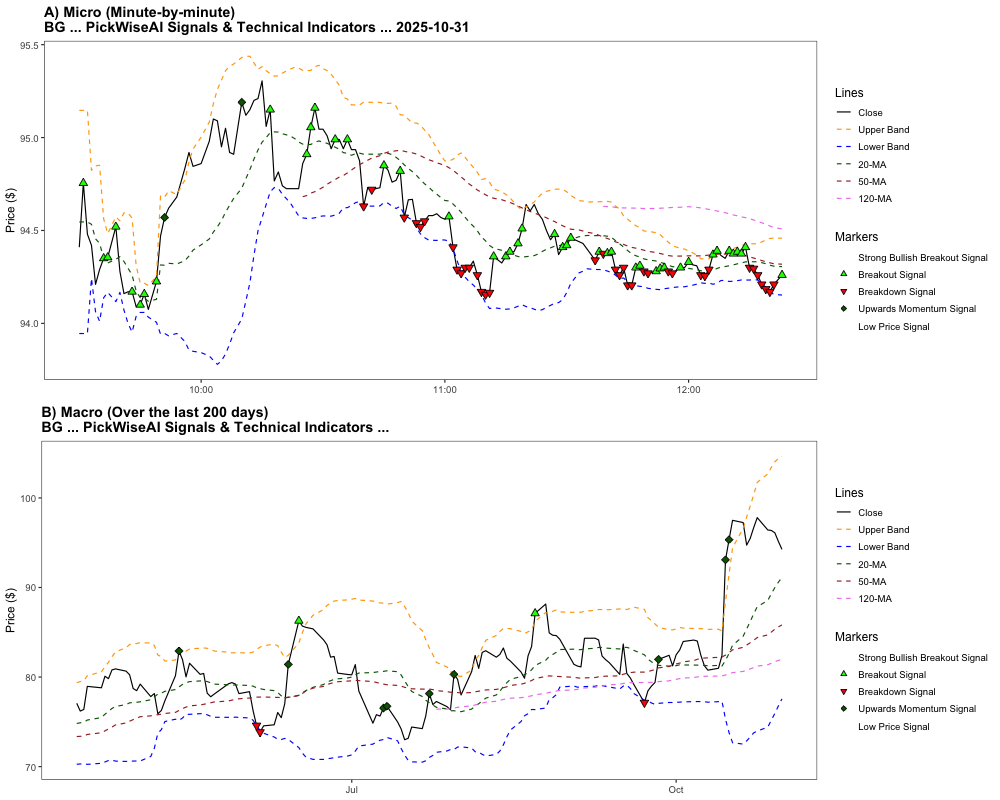 A) Micro (Minute-by-minute)
BG ... PickWiseAI Signals & Technical Indicators ... 2025-10-31
Price ($)
95.5
95.0
94.5
94.0
10:00
11:00
12:00
Lines
Close
Upper Band
Lower Band
20-MA
50-MA
120-MA
Markers
Strong Bullish Breakout Signal
Breakout Signal
Breakdown Signal
Upwards Momentum Signal
Low Price Signal
B) Macro (Over the last 200 days)
BG ... PickWiseAI Signals & Technical Indicators ...
Price ($)
100
90
80
70
Jul
Oct
Lines
Close
Upper Band
Lower Band
20-MA
50-MA
120-MA
Markers
Strong Bullish Breakout Signal
Breakout Signal
Breakdown Signal
Upwards Momentum Signal
Low Price Signal